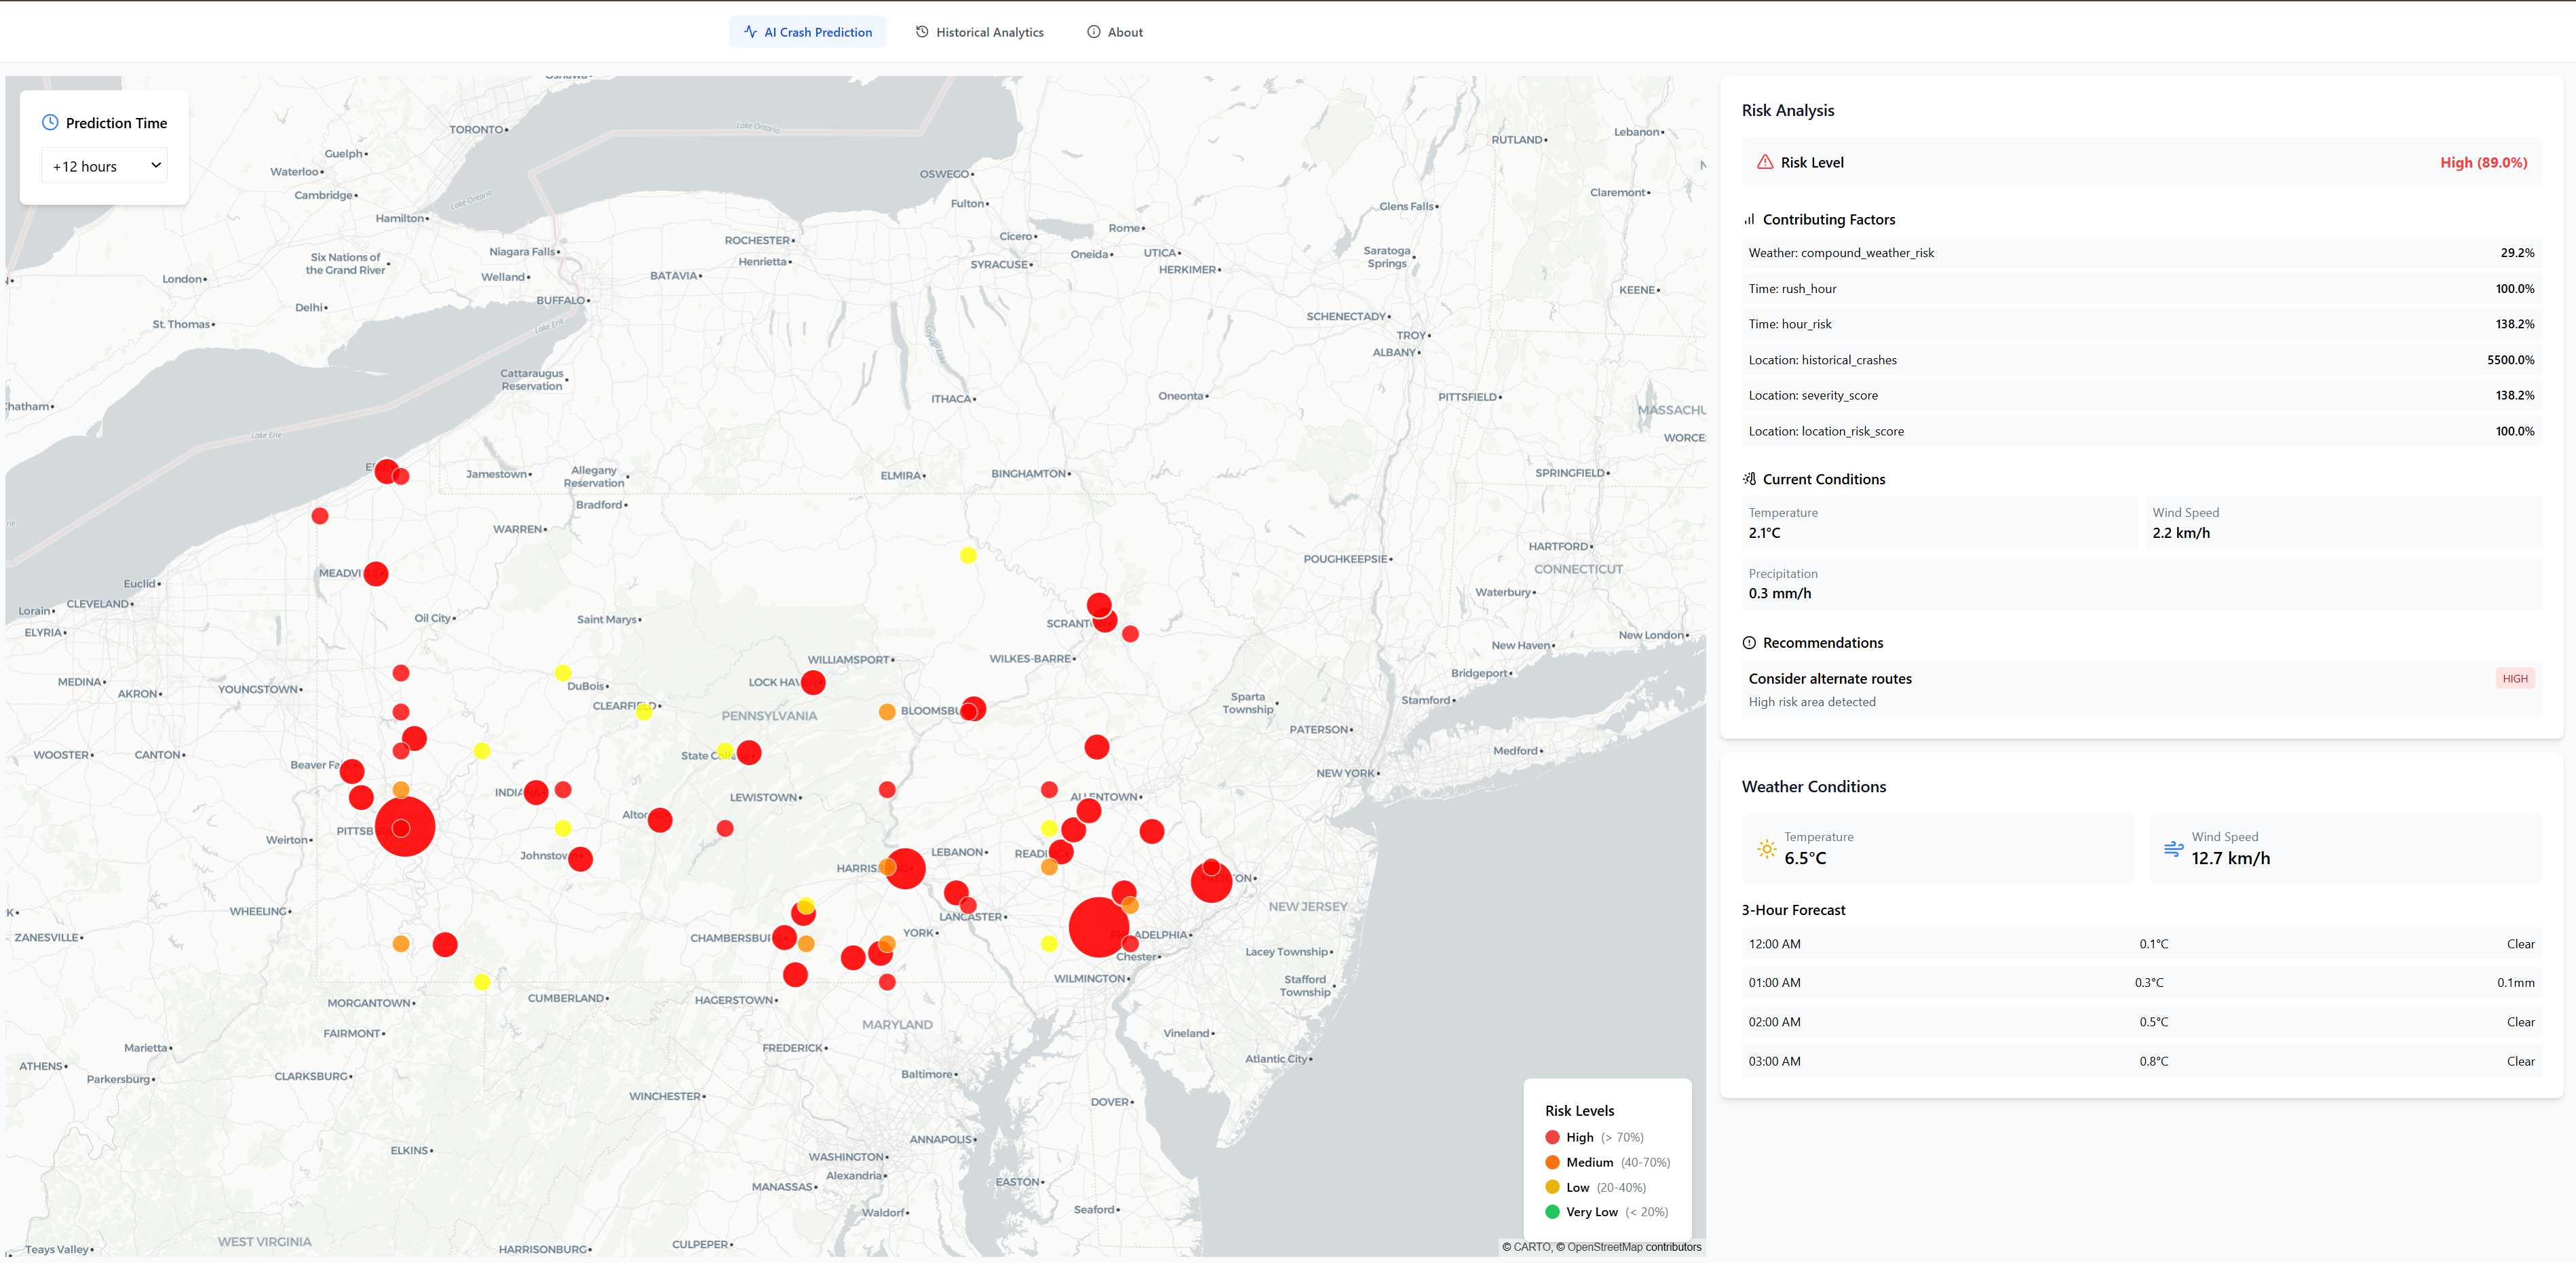 AI Crash Prediction
Historical Analytics
About
Prediction Time
+12 hours
Lake Ontario
TORONTO
Guelph
Waterloo
Cambridge
Hamilton
Lake Ontario
OSWEGO
Fulton
RUTLAND
Lebanon
Claremont
Glens Falls
Niagara Falls
Six Nations of
the Grand River
Welland
ROCHESTER
Henrietta
BATAVIA
Cicero
SYRACUSE
Rome
Oneida
UTICA
HERKIMER
Saratoga
Springs
London
Delhi
St. Thomas
BUFFALO
Lake Erie
KEENE
SCHENECTADY
TROY
ALBANY
Cattaraugus
Reservation
Cayuga Lake
ITHACA
Oneonta
PITTSFIELD
MASSACHU
WORCE
Chatham
Lake Erie
Jamestown
Allegany
Reservation
Bradford
ELMIRA
BINGHAMTON
SPRINGFIELD
WARREN
POUGHKEEPSIE
HARTFORD
CONNECTICUT
MEADVI
Euclid
CLEVELAND
Lorain
ELYRIA
Oil City
Saint Marys
SCRANT
Waterbury
New London
New Haven
Bridgeport
Stamford
WILLIAMSPORT
WILKES-BARRE
MEDINA
AKRON
YOUNGSTOWN
DuBois
LOCK HAV
CLEARFIELD
PENNSYLVANIA
BLOOMSBU
Sparta
Township
PATERSON
Medford
WOOSTER
CANTON
Beaver Fa
State C
NEW YORK
INDIANA
LEWISTOWN
ALLENTOWN
Weirton
PITTSB
Altoo
Johnstow
LEBANON
READI
HARRIS
ON
WHEELING
LANCASTER
NEW JERSEY
ZANESVILLE
CHAMBERSBUR
YORK
ADELPHIA
Chester
Lacey Township
WILMINGTON
Stafford
Township
MORGANTOWN
CUMBERLAND
HAGERSTOWN
MARYLAND
FAIRMONT
Marietta
FREDERICK
Vineland
ATHENS
Parkersburg
CLARKSBURG
Baltimore
Atlantic City
WINCHESTER
DOVER
ANNAPOLIS
ELKINS
WASHINGTON
Alexandria
MANASSAS
EASTON
Waldorf
Seaford
WEST VIRGINIA
Teays Valley
HARRISONBURG
CULPEPER
Risk Levels
High (> 70%)
Medium (40-70%)
Low (20-40%)
Very Low (< 20%)
© CARTO, © OpenStreetMap contributors
Risk Analysis
Risk Level High (89.0%)
Contributing Factors
Weather: compound_weather_risk 29.2%
Time: rush_hour 100.0%
Time: hour_risk 138.2%
Location: historical_crashes 5500.0%
Location: severity_score 138.2%
Location: location_risk_score 100.0%
Current Conditions
Temperature Wind Speed
2.1°C 2.2 km/h
Precipitation
0.3 mm/h
Recommendations
Consider alternate routes HIGH
High risk area detected
Weather Conditions
Temperature Wind Speed
6.5°C 12.7 km/h
3-Hour Forecast
12:00 AM 0.1°C Clear
01:00 AM 0.3°C 0.1mm
02:00 AM 0.5°C Clear
03:00 AM 0.8°C Clear